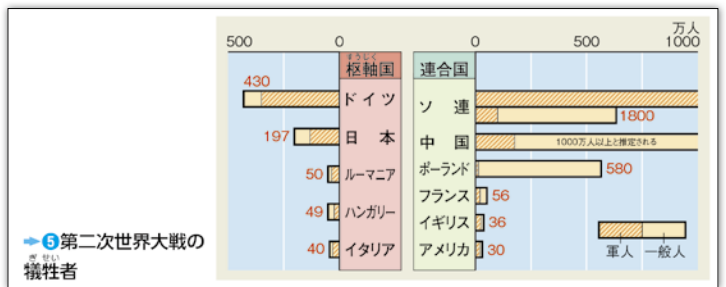 万人
500 0 0 500 1000
すうじく
枢軸国 連合国
430 ドイツ
197 日本
50 ルーマニア
49 ハンガリー
40 イタリア
ソ連 1800
中国 1000万人以上と推定される
ポーランド 580
フランス 56
イギリス 36
アメリカ 30
軍人 一般人
➡❺第二次世界大戦の
ぎせい
犠牲者